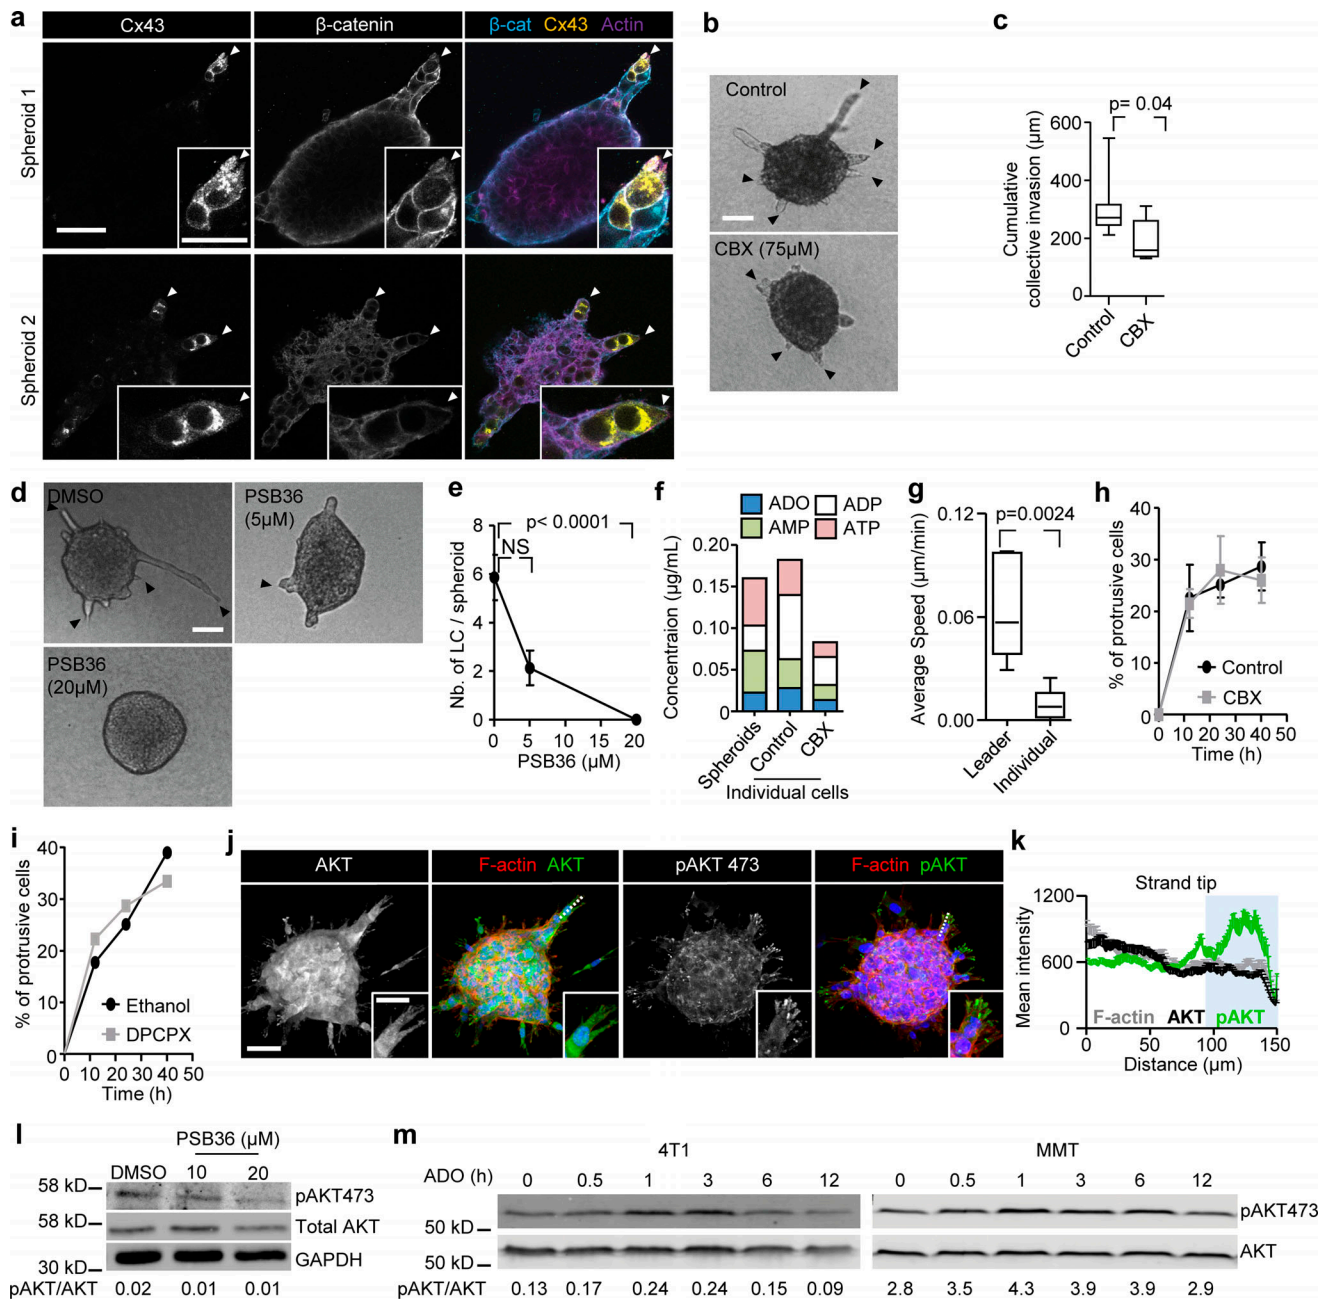 a
Cx43
β-catenin
β-cat Cx43 Actin
Spheroid 1
Spheroid 2
b
Control
CBX (75µM)
c
p= 0.04
Cumulative
collective invasion (µm)
600
400
200
0
Control
CBX
d
DMSO
PSB36
(5µM)
PSB36
(20µM)
e
p< 0.0001
NS
Nb. of LC / spheroid
8
6
4
2
0
0 5 10 15 20
PSB36 (µM)
f
ADO ADP
AMP ATP
Concentraion (µg/mL)
0.20
0.15
0.10
0.05
0
Spheroids
Control
CBX
Individual cells
g
p=0.0024
Average Speed (µm/min)
0.12
0.06
0.00
Leader
Individual
h
% of protrusive cells
40
30
20
10
0
Control
CBX
0 10 20 30 40 50
Time (h)
i
% of protrusive cells
40
30
20
10
0
Ethanol
DPCPX
0 10 20 30 40 50
Time (h)
j
AKT
F-actin AKT
pAKT 473
F-actin pAKT
k
Strand tip
Mean intensity
1200
600
0
F-actin AKT pAKT
0 50 100 150
Distance (µm)
l
PSB36 (µM)
DMSO 10 20
58 kD
pAKT473
58 kD
Total AKT
30 kD
GAPDH
pAKT/AKT 0.02 0.01 0.01
m
4T1
MMT
ADO (h) 0 0.5 1 3 6 12 0 0.5 1 3 6 12
50 kD
pAKT473
50 kD
AKT
pAKT/AKT 0.13 0.17 0.24 0.24 0.15 0.09 2.8 3.5 4.3 3.9 3.9 2.9